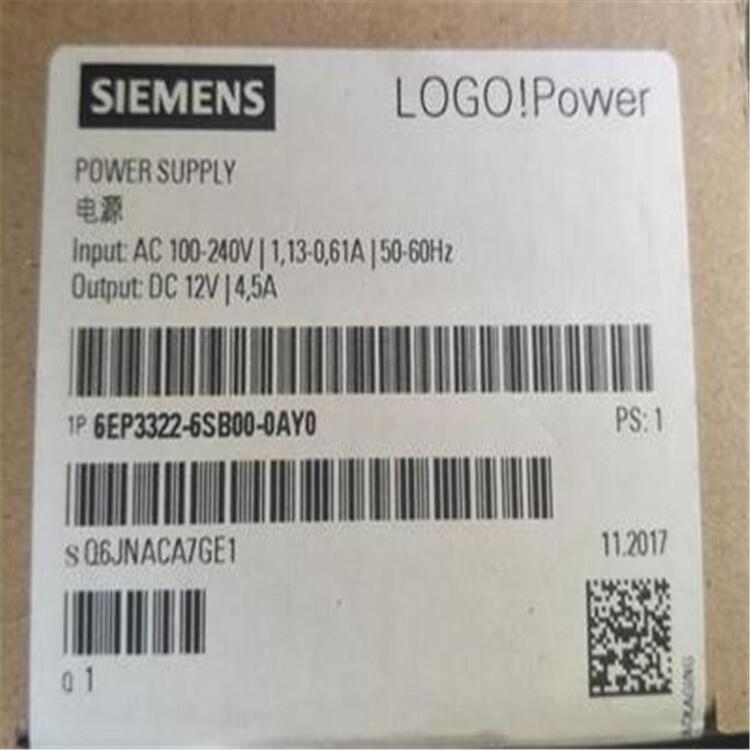 SIEMENS LOGO!Power
POWER SUPPLY
电源
Input: AC 100-240V | 1,13-0,61A | 50-60Hz
Output: DC 12V | 4,5A
1P 6EP3322-6SB00-0AY0 PS: 1
S Q6JNACA7GE1 11.2017
Q 1
PACKAGING